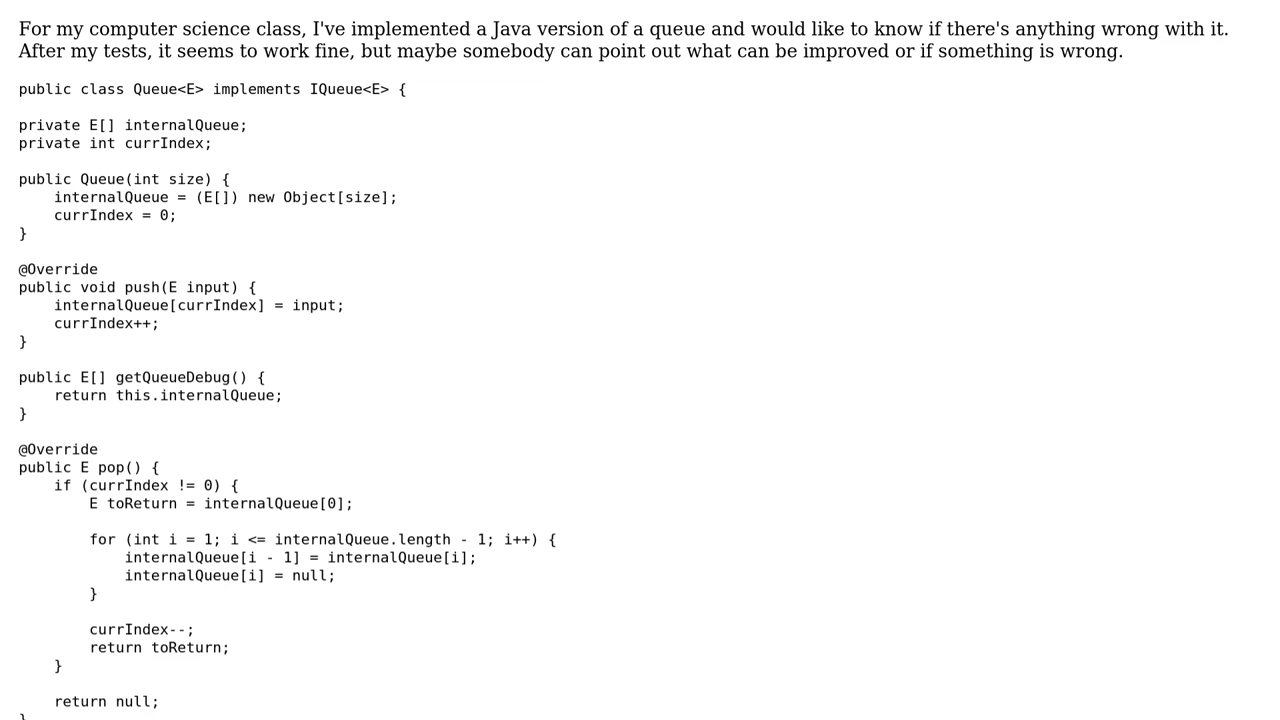 For my computer science class, I've implemented a Java version of a queue and would like to know if there's anything wrong with it.
After my tests, it seems to work fine, but maybe somebody can point out what can be improved or if something is wrong.
public class Queue<E> implements IQueue<E> {
private E[] internalQueue;
private int currIndex;
public Queue(int size) {
    internalQueue = (E[]) new Object[size];
    currIndex = 0;
}
@Override
public void push(E input) {
    internalQueue[currIndex] = input;
    currIndex++;
}
public E[] getQueueDebug() {
    return this.internalQueue;
}
@Override
public E pop() {
    if (currIndex != 0) {
        E toReturn = internalQueue[0];
        for (int i = 1; i <= internalQueue.length - 1; i++) {
            internalQueue[i - 1] = internalQueue[i];
            internalQueue[i] = null;
        }
        currIndex--;
        return toReturn;
    }
    return null;
}